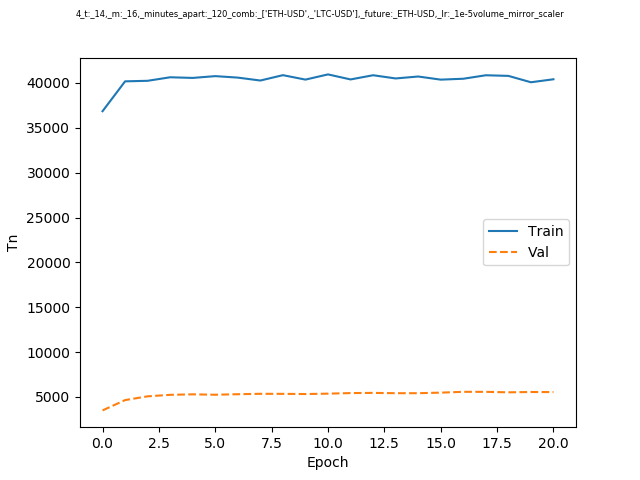 4_t:_14,_m:_16,_minutes_apart:_120_comb:_['ETH-USD',_'LTC-USD'],_future:_ETH-USD,_lr:_1e-5volume_mirror_scaler
40000
35000
30000
25000
20000
15000
10000
5000
Tn
Train
Val
0.0 2.5 5.0 7.5 10.0 12.5 15.0 17.5 20.0
Epoch